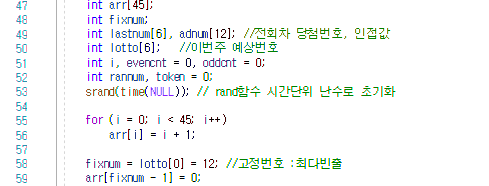 47 int arr[45];
48 int fixnum;
49 int lastnum[6], adnum[12]; //전회차 당첨번호, 인접값
50 int lotto[6];   //이번주 예상번호
51 int i, evencnt = 0, oddcnt = 0;
52 int rannum, token = 0;
53 srand(time(NULL)); // rand함수 시간단위 난수로 초기화
54
55 for (i = 0; i < 45; i++)
56     arr[i] = i + 1;
57
58 fixnum = lotto[0] = 12; //고정번호 :최다빈출
59 arr[fixnum - 1] = 0;